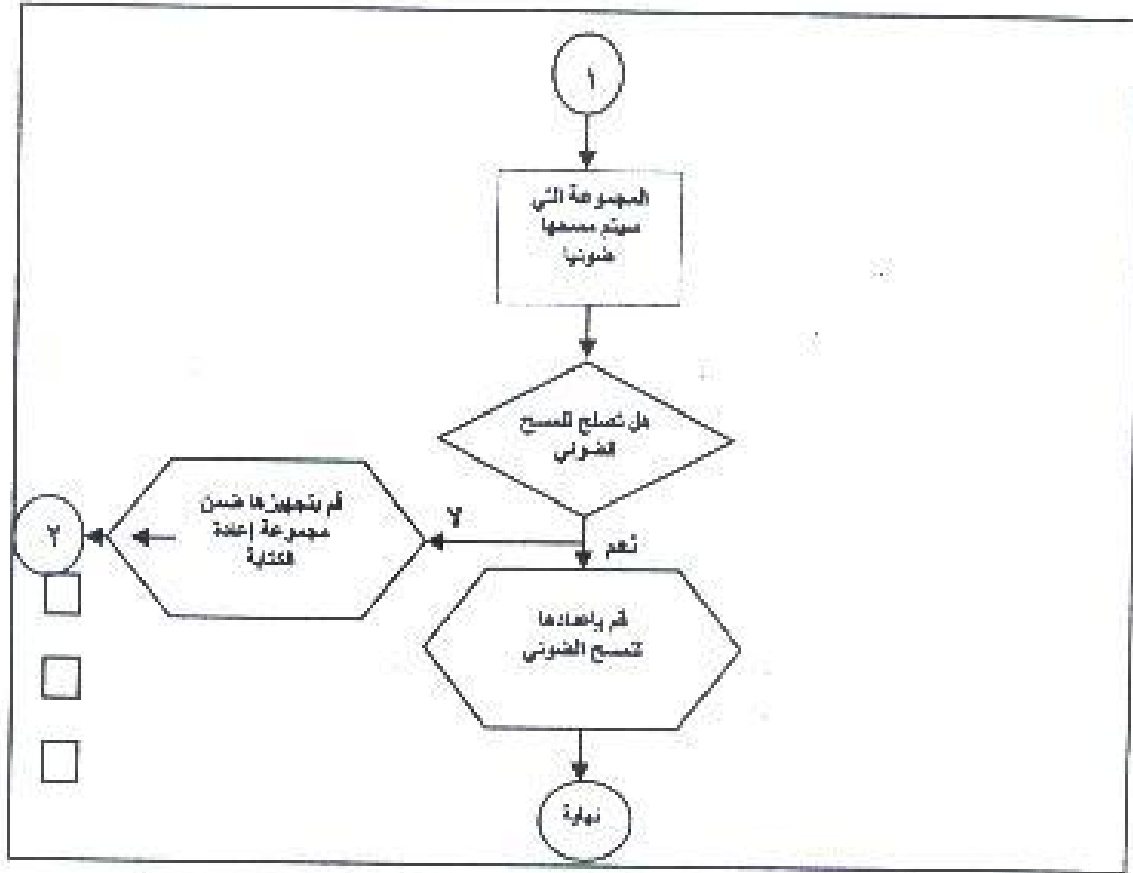 ١
المجموعة التي
سيتم مسحها
ضوئيا
هل تصلح للمسح
الضوئي
لا
نعم
قم بتجهيزها ضمن
مجموعة إعادة
الكتابة
٢
قم بإعدادها
للمسح الضوئي
نهاية